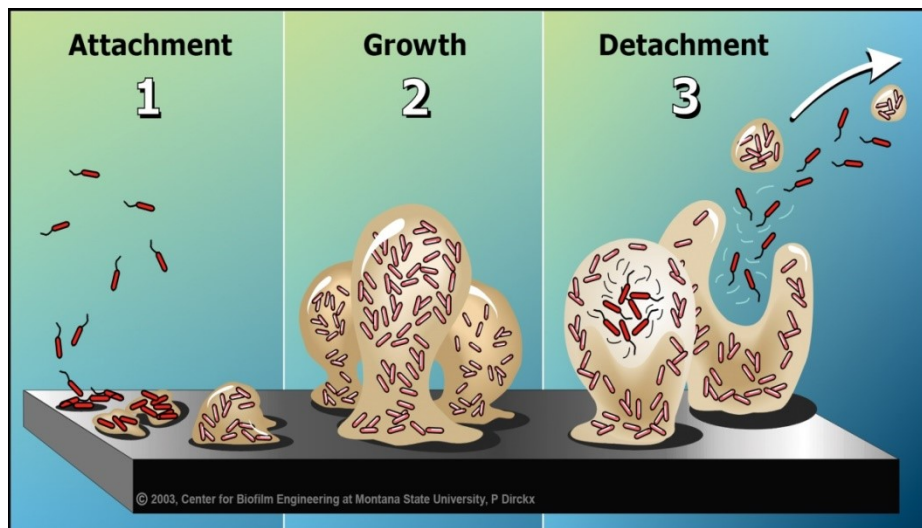 Attachment
1
Growth
2
Detachment
3
© 2003, Center for Biofilm Engineering at Montana State University, P Dirckx